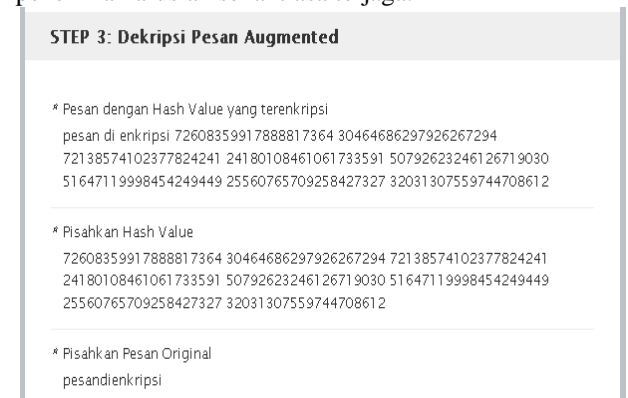 STEP 3: Dekripsi Pesan Augmented
* Pesan dengan Hash Value yang terenkripsi
pesan di enkripsi 72608359917888817364 30464686297926267294
72138574102377824241 24180108461061733591 50792623246126719030
51647119998454249449 25560765709258427327 32031307559744708612
* Pisahkan Hash Value
72608359917888817364 30464686297926267294 72138574102377824241
24180108461061733591 50792623246126719030 51647119998454249449
25560765709258427327 32031307559744708612
* Pisahkan Pesan Original
pesandienkripsi